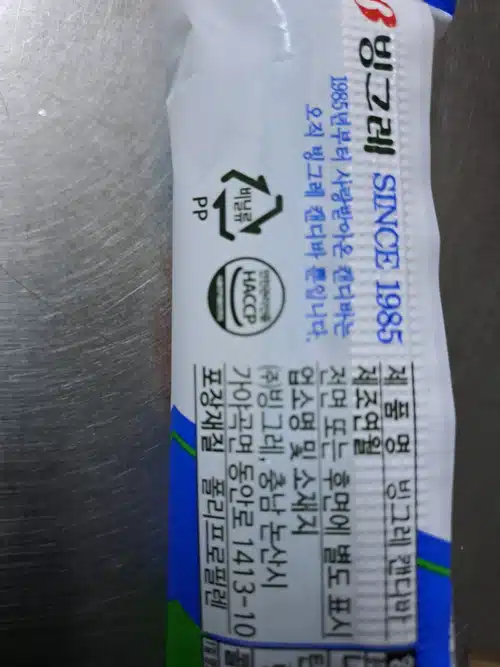 빙그레 SINCE 1985
1985년부터 사랑받아온 캔디바는
오직 빙그레 캔디바 뿐입니다.
비닐류
PP
HACCP
제 품 명 빙그레 캔디바
제조연월
전면 또는 후면에 별도 표시
업소명 및 소재지
(주)빙그레, 충남 논산시
가야곡면 동안로 1413-10
포장재질 폴리프로필렌